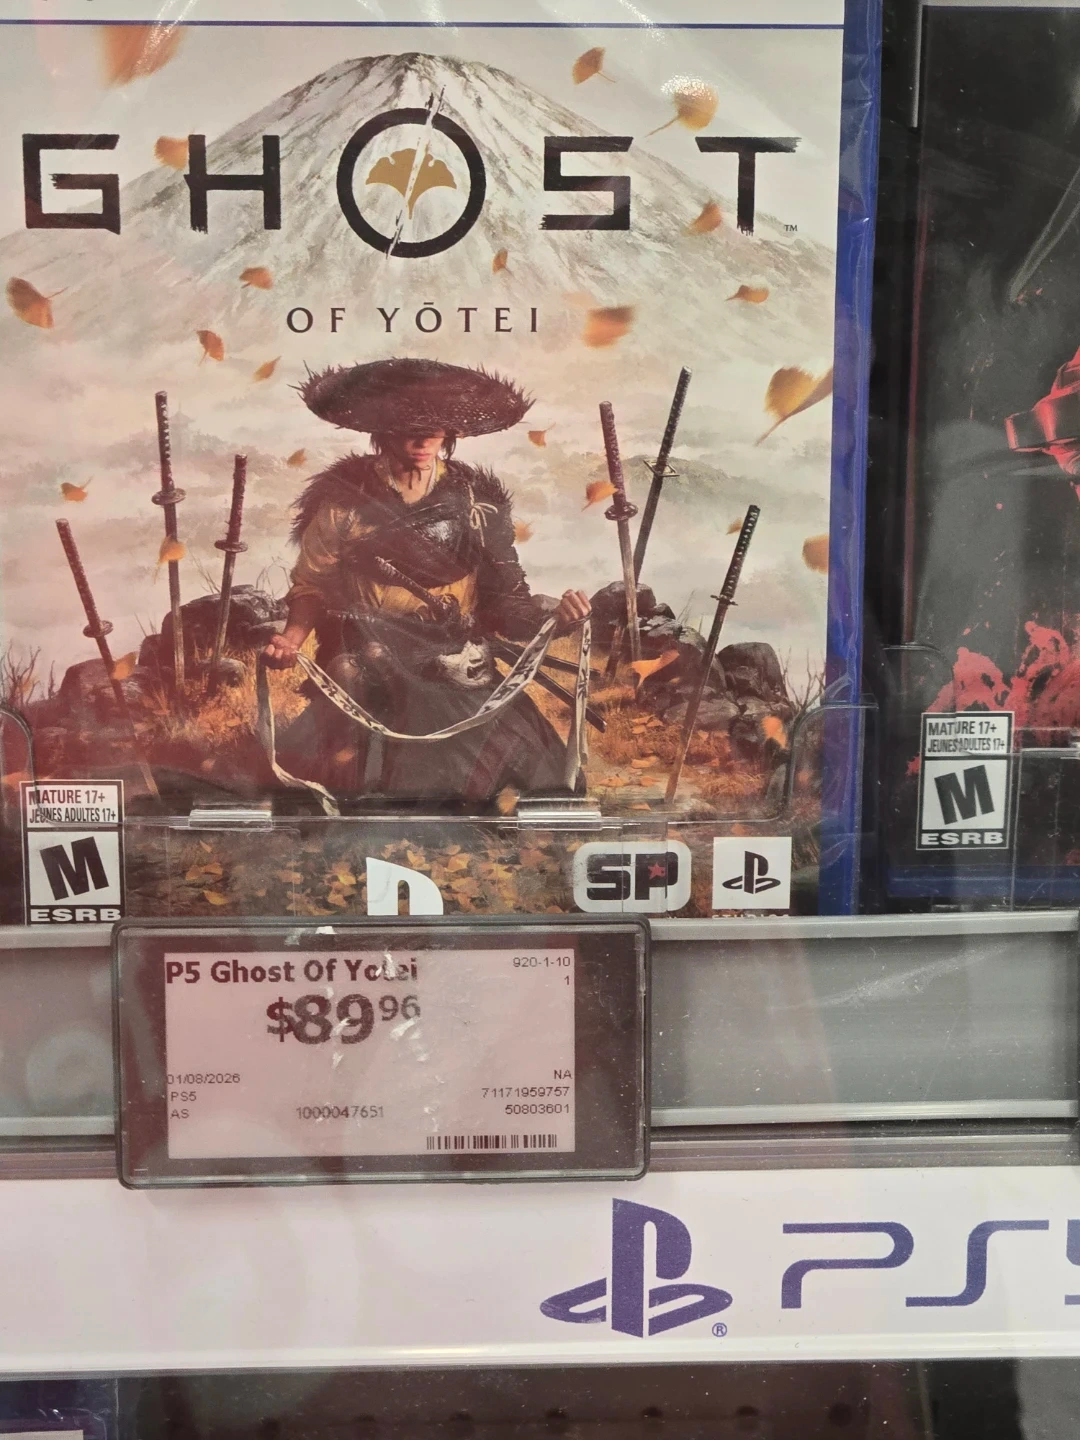 GHOST
TM
OF YŌTEI
MATURE 17+
JEUNES ADULTES 17+
M
ESRB
SP
MATURE 17+
JEUNES ADULTES 17+
M
ESRB
P5 Ghost Of Yotei
920-1-10
1
$89 96
01/08/2026
NA
PS5
71171959757
AS
1000047651
50803601
PS5
®